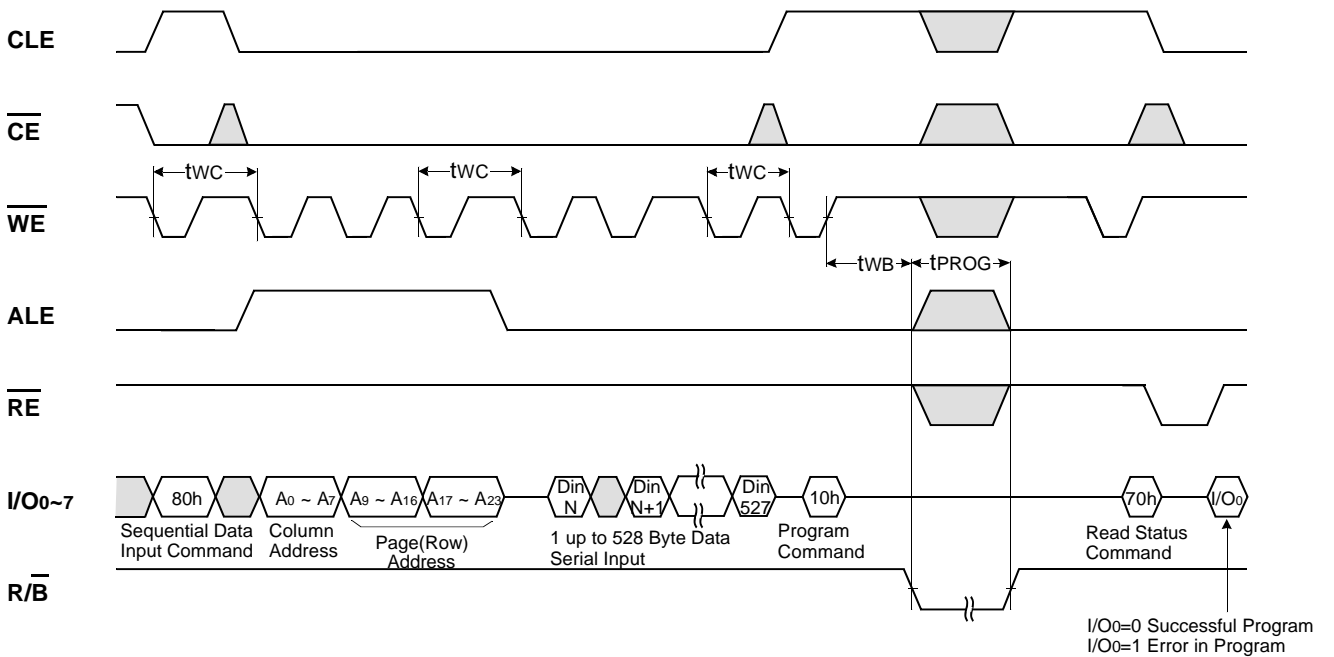 CLE
CE
tWC
tWC
tWC
WE
tWB
tPROG
ALE
RE
I/O0~7
80h
A0 ~ A7
A9 ~ A16
A17 ~ A23
Din
N
Din
N+1
Din
527
10h
70h
I/O0
Sequential Data
Input Command
Column
Address
Page(Row)
Address
1 up to 528 Byte Data
Serial Input
Program
Command
Read Status
Command
R/B
I/O0=0 Successful Program
I/O0=1 Error in Program